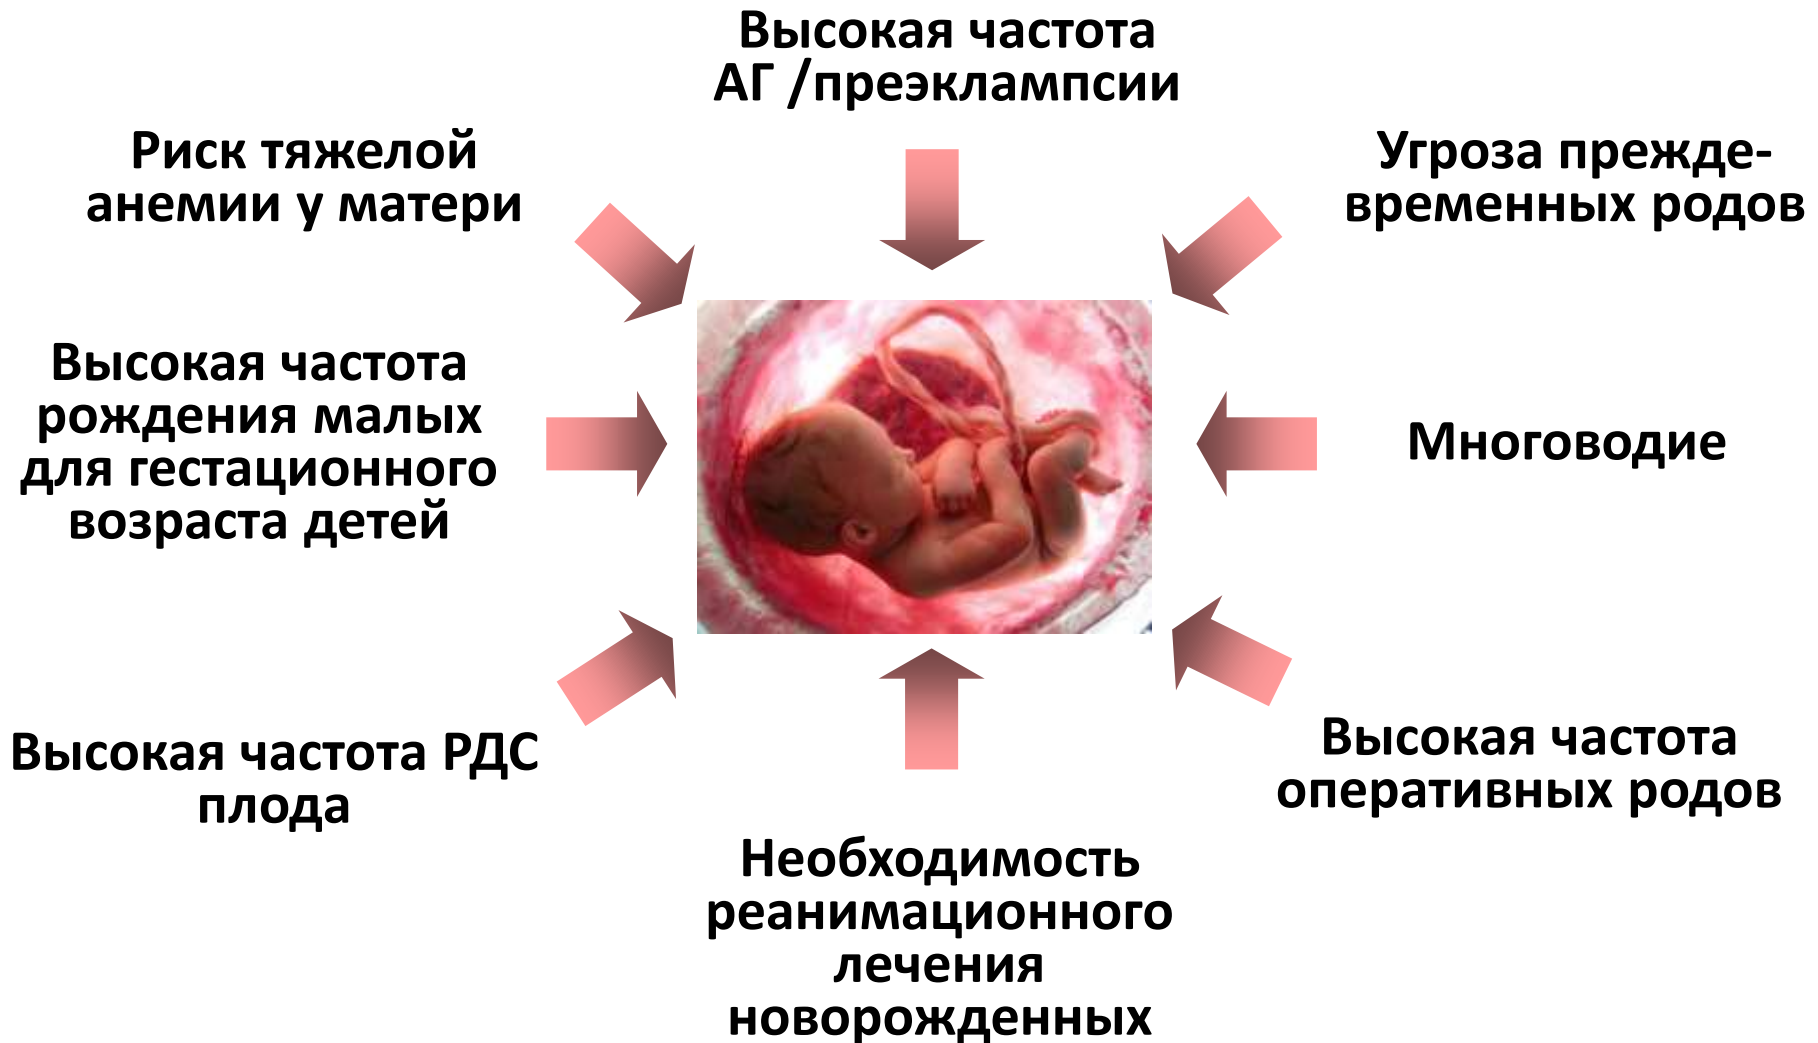 Высокая частота
АГ /преэклампсии
Риск тяжелой
анемии у матери
Угроза прежде-
временных родов
Высокая частота
рождения малых
для гестационного
возраста детей
Многоводие
Высокая частота РДС
плода
Высокая частота
оперативных родов
Необходимость
реанимационного
лечения
новорожденных